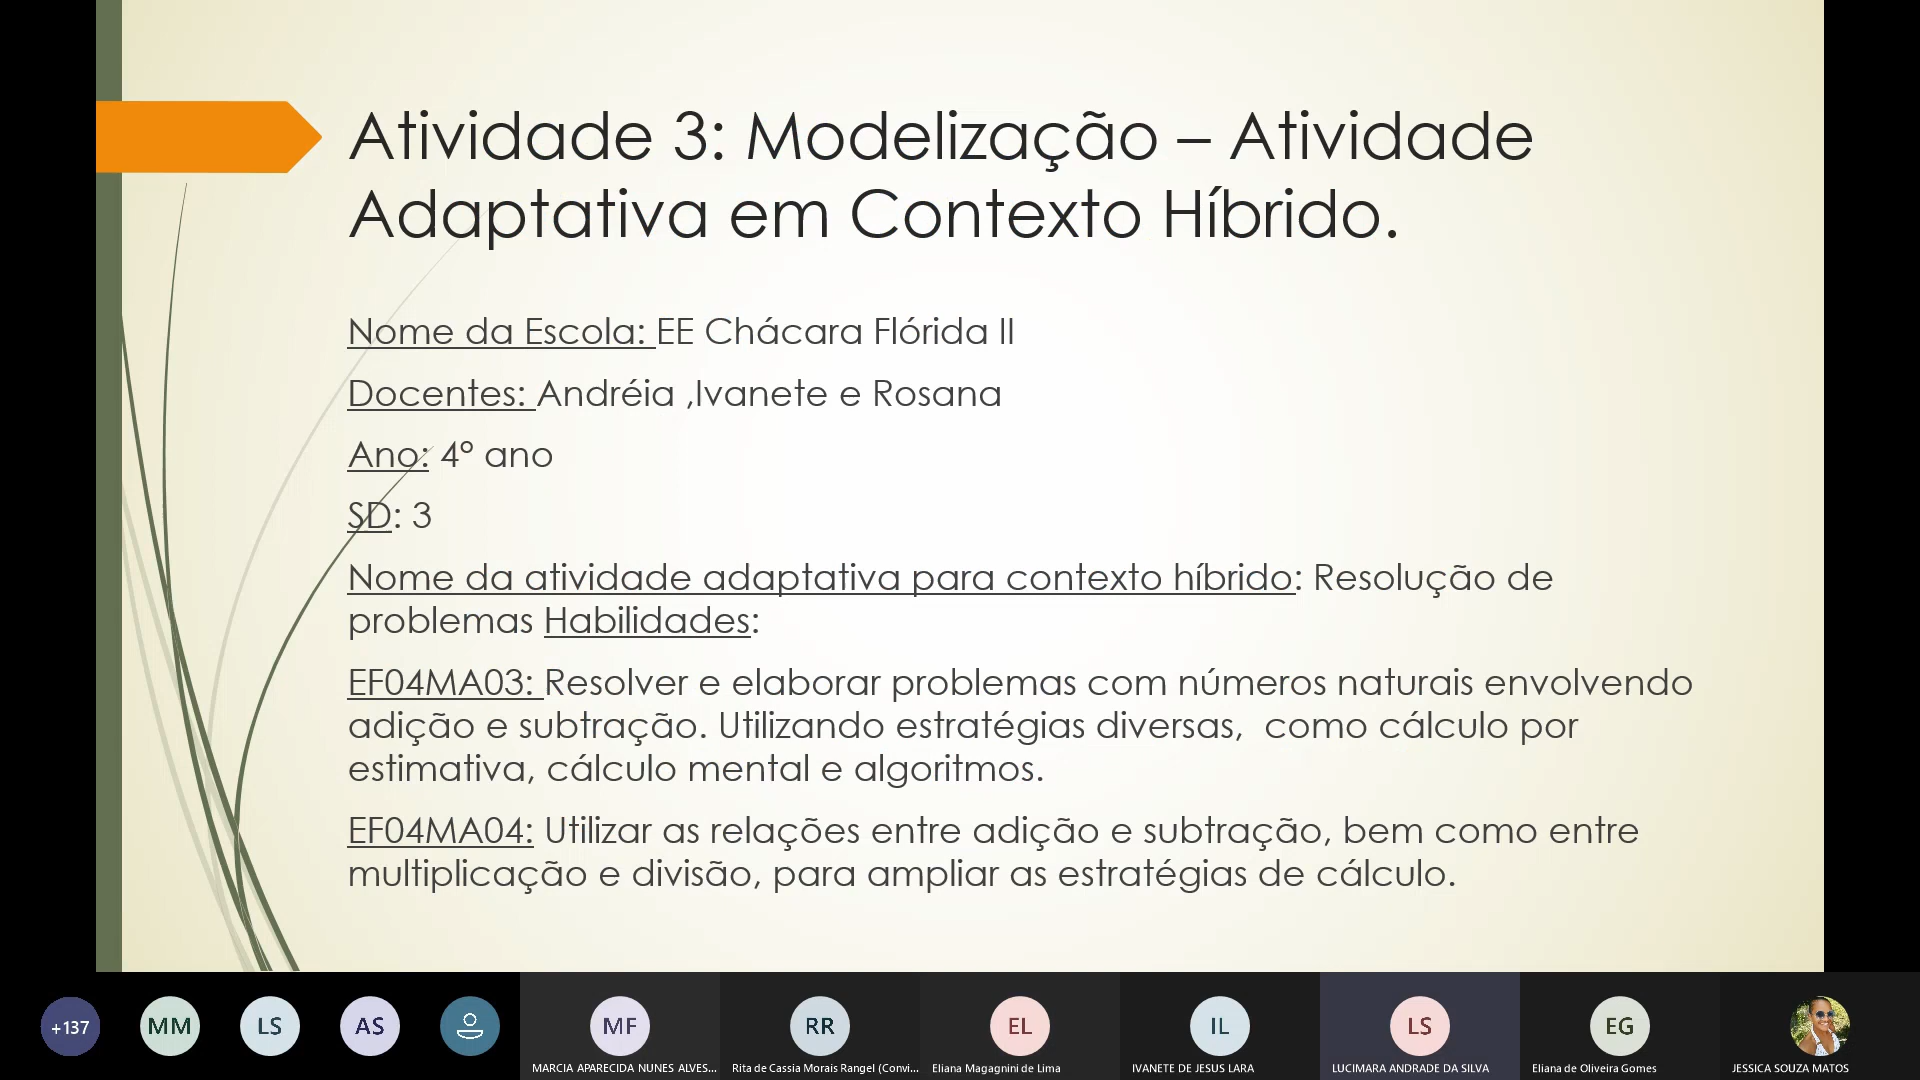 Atividade 3: Modelização – Atividade
Adaptativa em Contexto Híbrido.
Nome da Escola: EE Chácara Flórida II
Docentes: Andréia ,Ivanete e Rosana
Ano: 4º ano
SD: 3
Nome da atividade adaptativa para contexto híbrido: Resolução de
problemas Habilidades:
EF04MA03: Resolver e elaborar problemas com números naturais envolvendo
adição e subtração. Utilizando estratégias diversas,  como cálculo por
estimativa, cálculo mental e algoritmos.
EF04MA04: Utilizar as relações entre adição e subtração, bem como entre
multiplicação e divisão, para ampliar as estratégias de cálculo.
+137 MM LS AS MF RR EL IL LS EG
MARCIA APARECIDA NUNES ALVES... Rita de Cassia Morais Rangel (Convi... Eliana Magagnini de Lima IVANETE DE JESUS LARA LUCIMARA ANDRADE DA SILVA Eliana de Oliveira Gomes JESSICA SOUZA MATOS